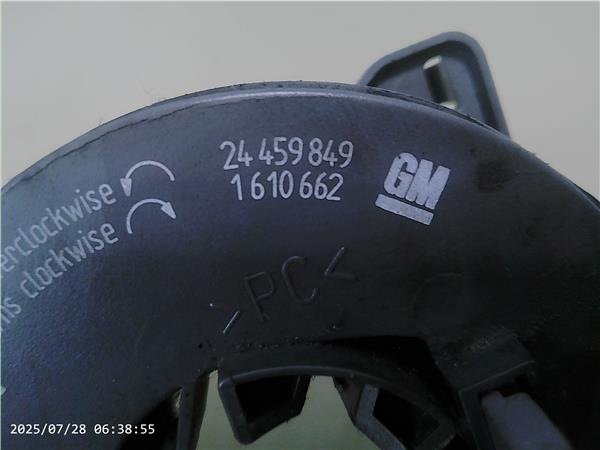 24 459 849
1 610 662
GM
erclockwise
ns clockwise
>PC<
2025/07/28 06:38:55